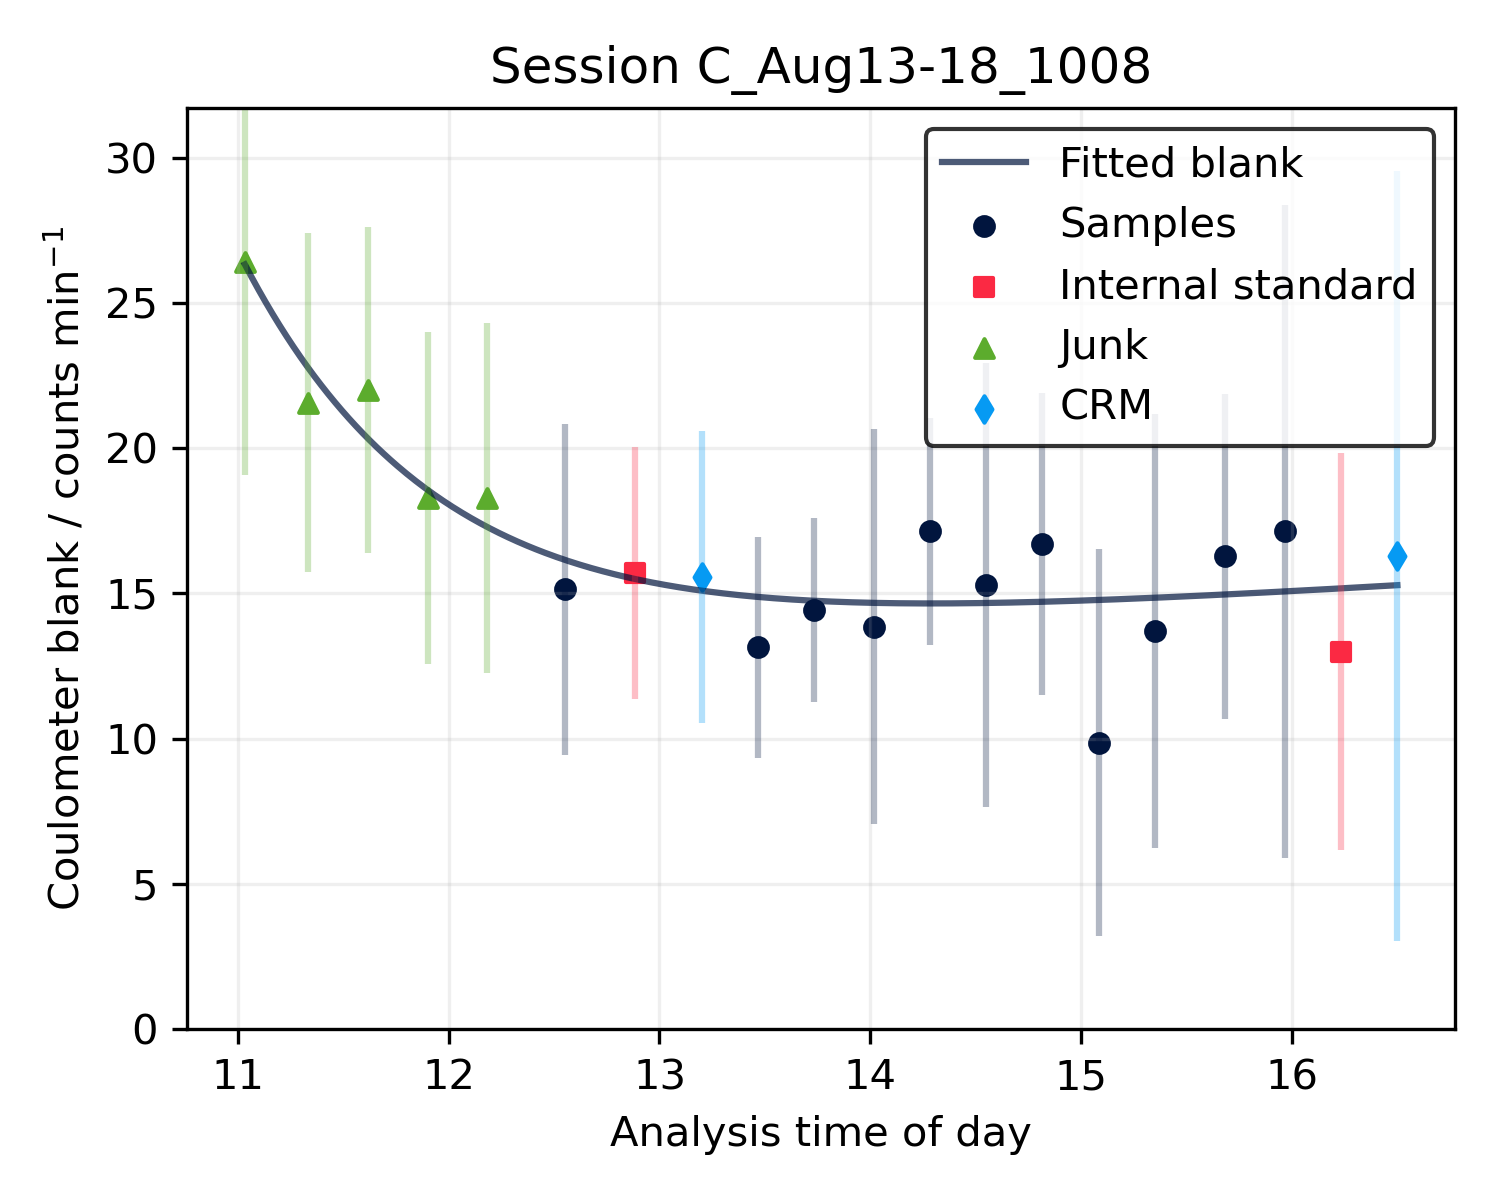 Session C_Aug13-18_1008
Coulometer blank / counts min⁻¹
30
25
20
15
10
5
0
Fitted blank
Samples
Internal standard
Junk
CRM
11 12 13 14 15 16
Analysis time of day